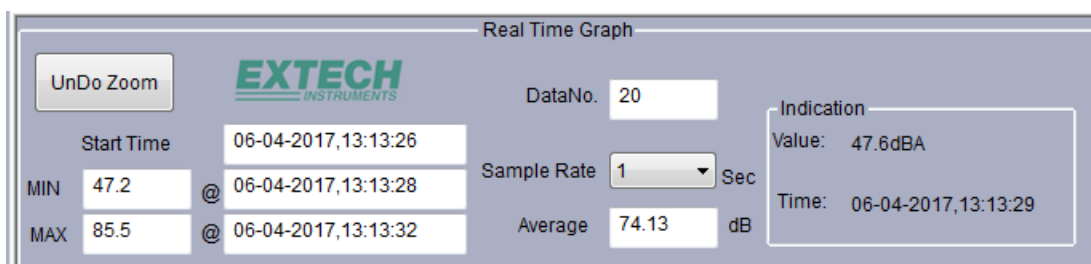 Real Time Graph
UnDo Zoom
EXTECH
INSTRUMENTS
DataNo. 20
Start Time 06-04-2017,13:13:26
Sample Rate 1 Sec
MIN 47.2 @ 06-04-2017,13:13:28
MAX 85.5 @ 06-04-2017,13:13:32
Average 74.13 dB
Indication
Value: 47.6dBA
Time: 06-04-2017,13:13:29